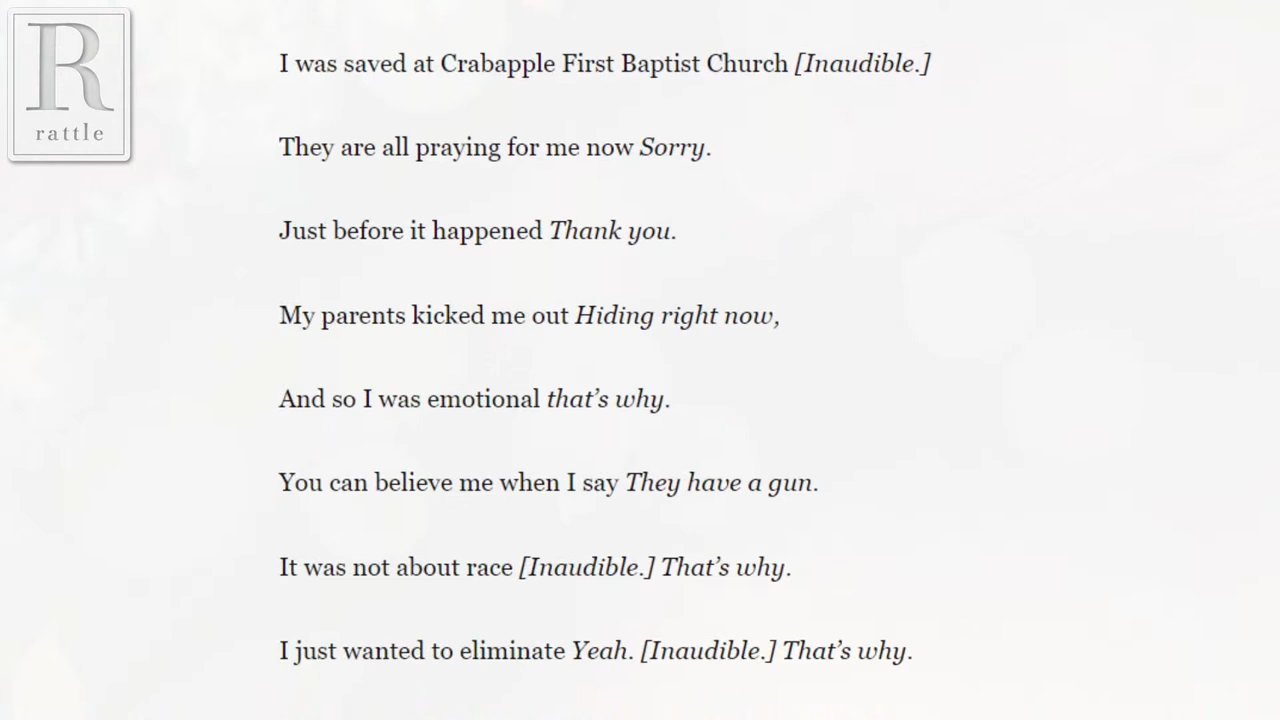 R
rattle
I was saved at Crabapple First Baptist Church [Inaudible.]
They are all praying for me now Sorry.
Just before it happened Thank you.
My parents kicked me out Hiding right now,
And so I was emotional that’s why.
You can believe me when I say They have a gun.
It was not about race [Inaudible.] That’s why.
I just wanted to eliminate Yeah. [Inaudible.] That’s why.